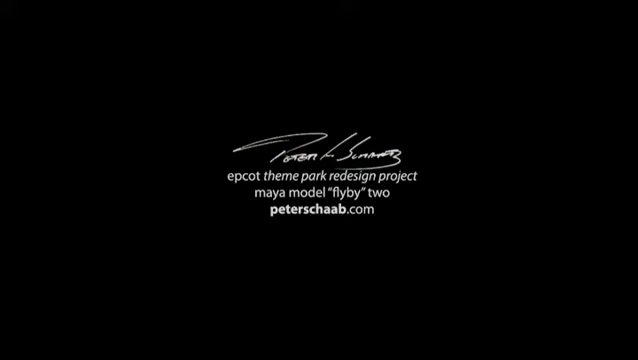 epcot theme park redesign project
maya model “flyby” two
peterschaab.com